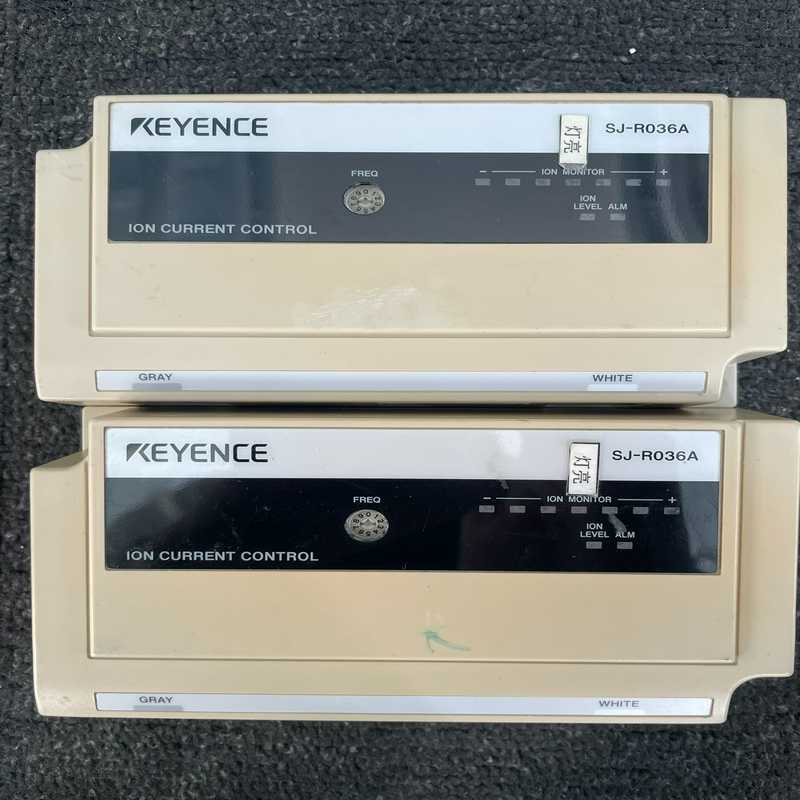 KEYENCE
SJ-R036A
灯亮
FREQ
- ION MONITOR +
ION
LEVEL ALM
ION CURRENT CONTROL
GRAY
WHITE
KEYENCE
SJ-R036A
灯亮
FREQ
- ION MONITOR +
ION
LEVEL ALM
ION CURRENT CONTROL
GRAY
WHITE